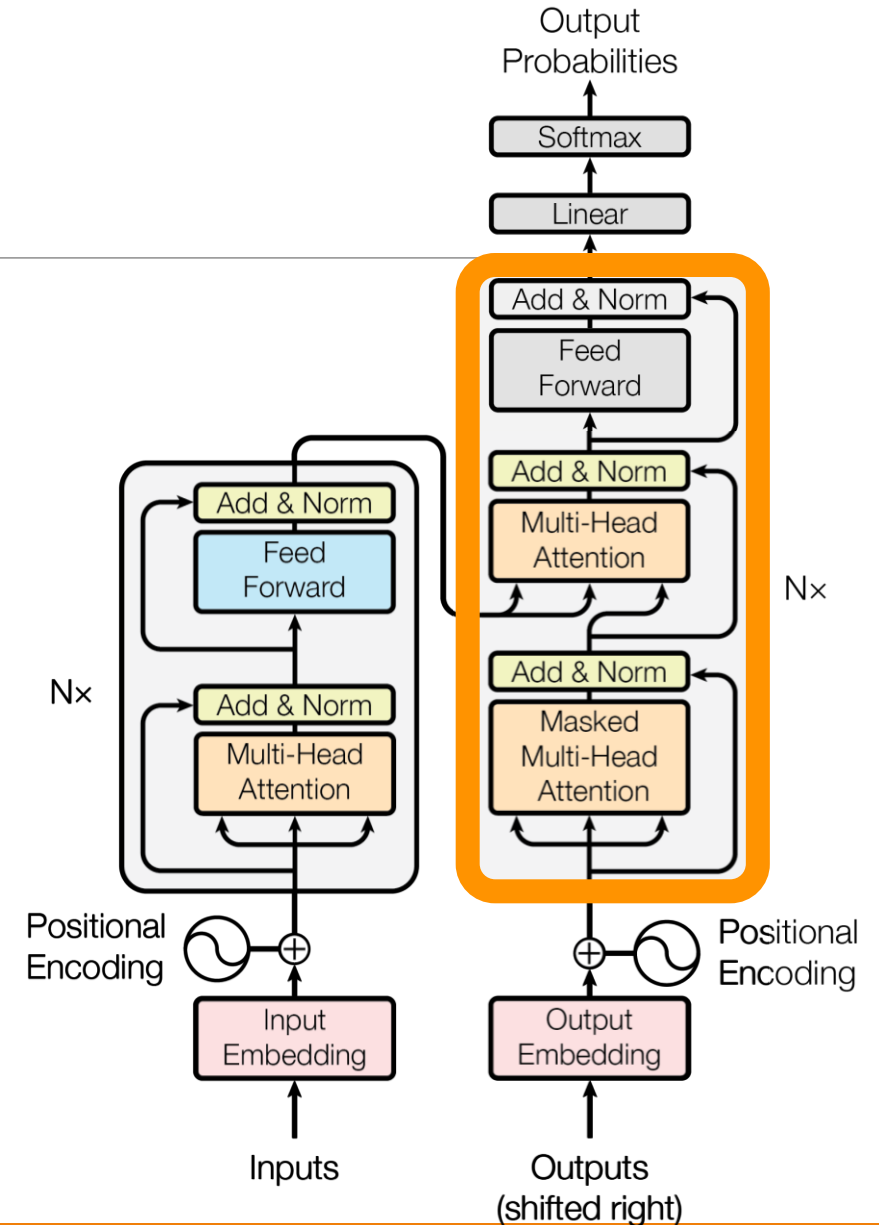 Output
Probabilities
Softmax
Linear
Add & Norm
Feed
Forward
Add & Norm
Multi-Head
Attention
Nx
Add & Norm
Masked
Multi-Head
Attention
Add & Norm
Feed
Forward
Nx
Add & Norm
Multi-Head
Attention
Positional
Encoding
Positional
Encoding
Input
Embedding
Output
Embedding
Inputs
Outputs
(shifted right)